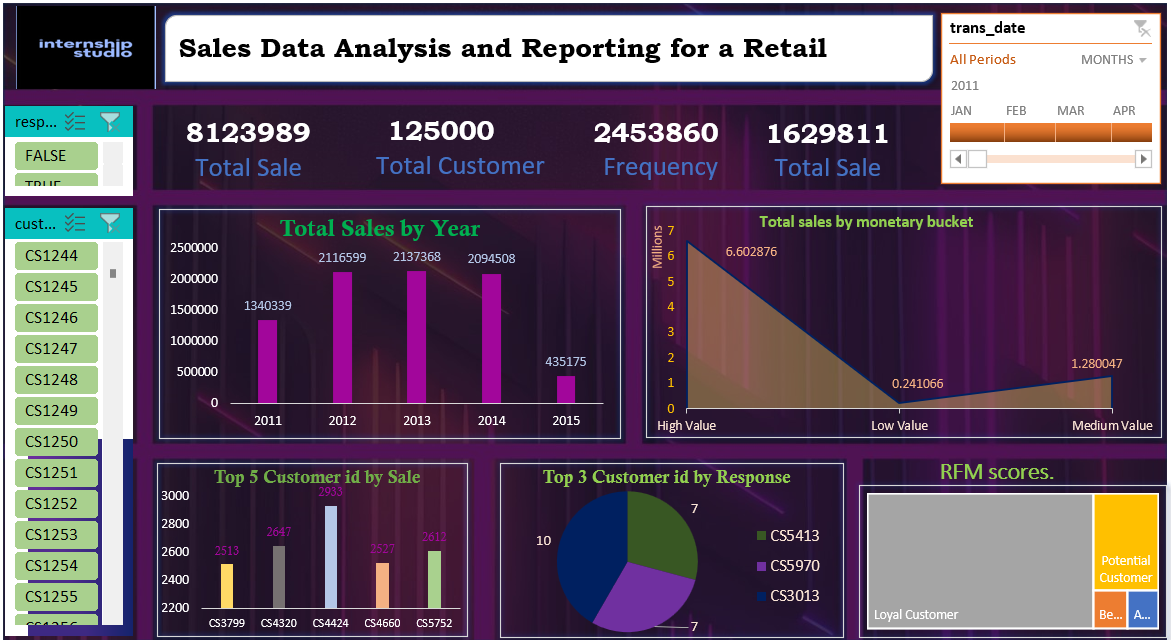 internship
studio
Sales Data Analysis and Reporting for a Retail
trans_date
All Periods
MONTHS
2011
JAN FEB MAR APR
resp...
FALSE
TRUE
8123989
Total Sale
125000
Total Customer
2453860
Frequency
1629811
Total Sale
cust...
CS1244
CS1245
CS1246
CS1247
CS1248
CS1249
CS1250
CS1251
CS1252
CS1253
CS1254
CS1255
CS1256
Total Sales by Year
2500000
2000000
1500000
1000000
500000
0
1340339
2116599
2137368
2094508
435175
2011 2012 2013 2014 2015
Total sales by monetary bucket
Millions
7
6
5
4
3
2
1
0
6.602876
0.241066
1.280047
High Value Low Value Medium Value
Top 5 Customer id by Sale
3000
2800
2600
2400
2200
2513
2647
2933
2527
2612
CS3799 CS4320 CS4424 CS4660 CS5752
Top 3 Customer id by Response
7
10
7
CS5413
CS5970
CS3013
RFM scores.
Loyal Customer
Potential
Customer
Be...
A...